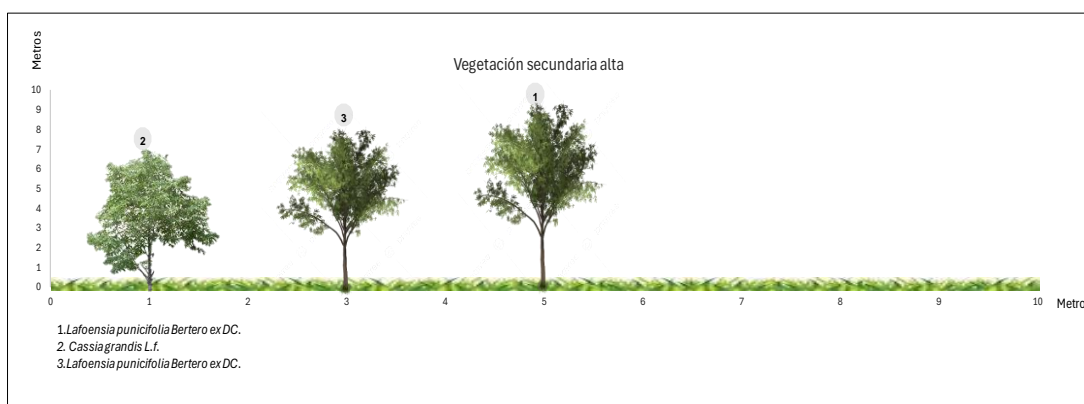 Metros
Vegetación secundaria alta
10
9
8
7
6
5
4
3
2
1
0
2
3
1
0 1 2 3 4 5 6 7 8 9 10
Metro
1.Lafoensia punicifolia Bertero ex DC.
2. Cassia grandis L.f.
3.Lafoensia punicifolia Bertero ex DC.